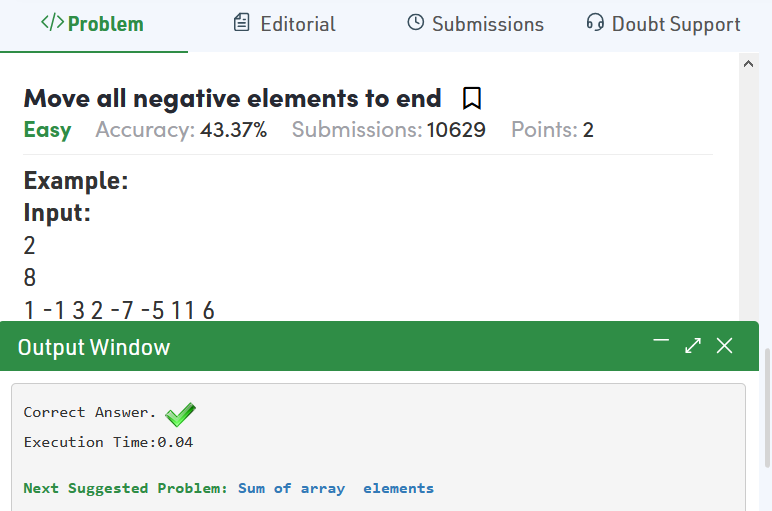 </>Problem Editorial Submissions Doubt Support
Move all negative elements to end
Easy Accuracy: 43.37% Submissions: 10629 Points: 2
Example:
Input:
2
8
1 -1 3 2 -7 -5 11 6
Output Window
Correct Answer.
Execution Time:0.04
Next Suggested Problem: Sum of array elements